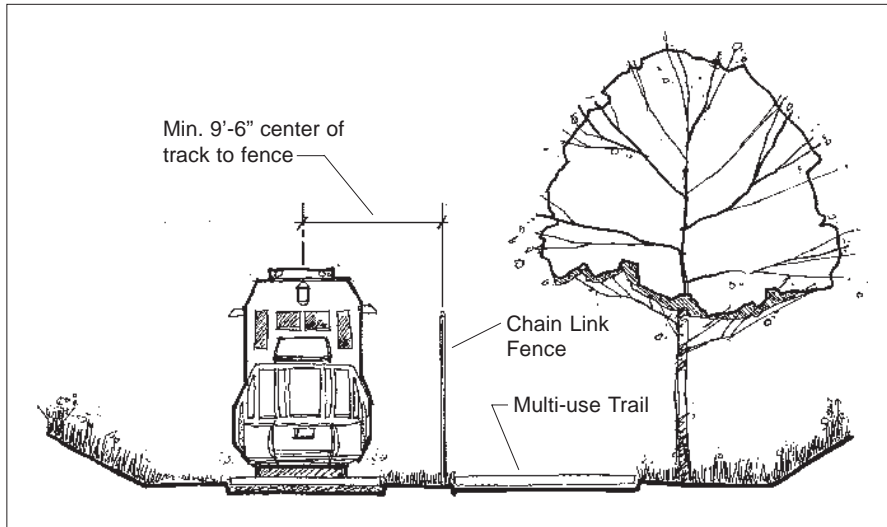 Min. 9'-6” center of
track to fence
Chain Link
Fence
Multi-use Trail